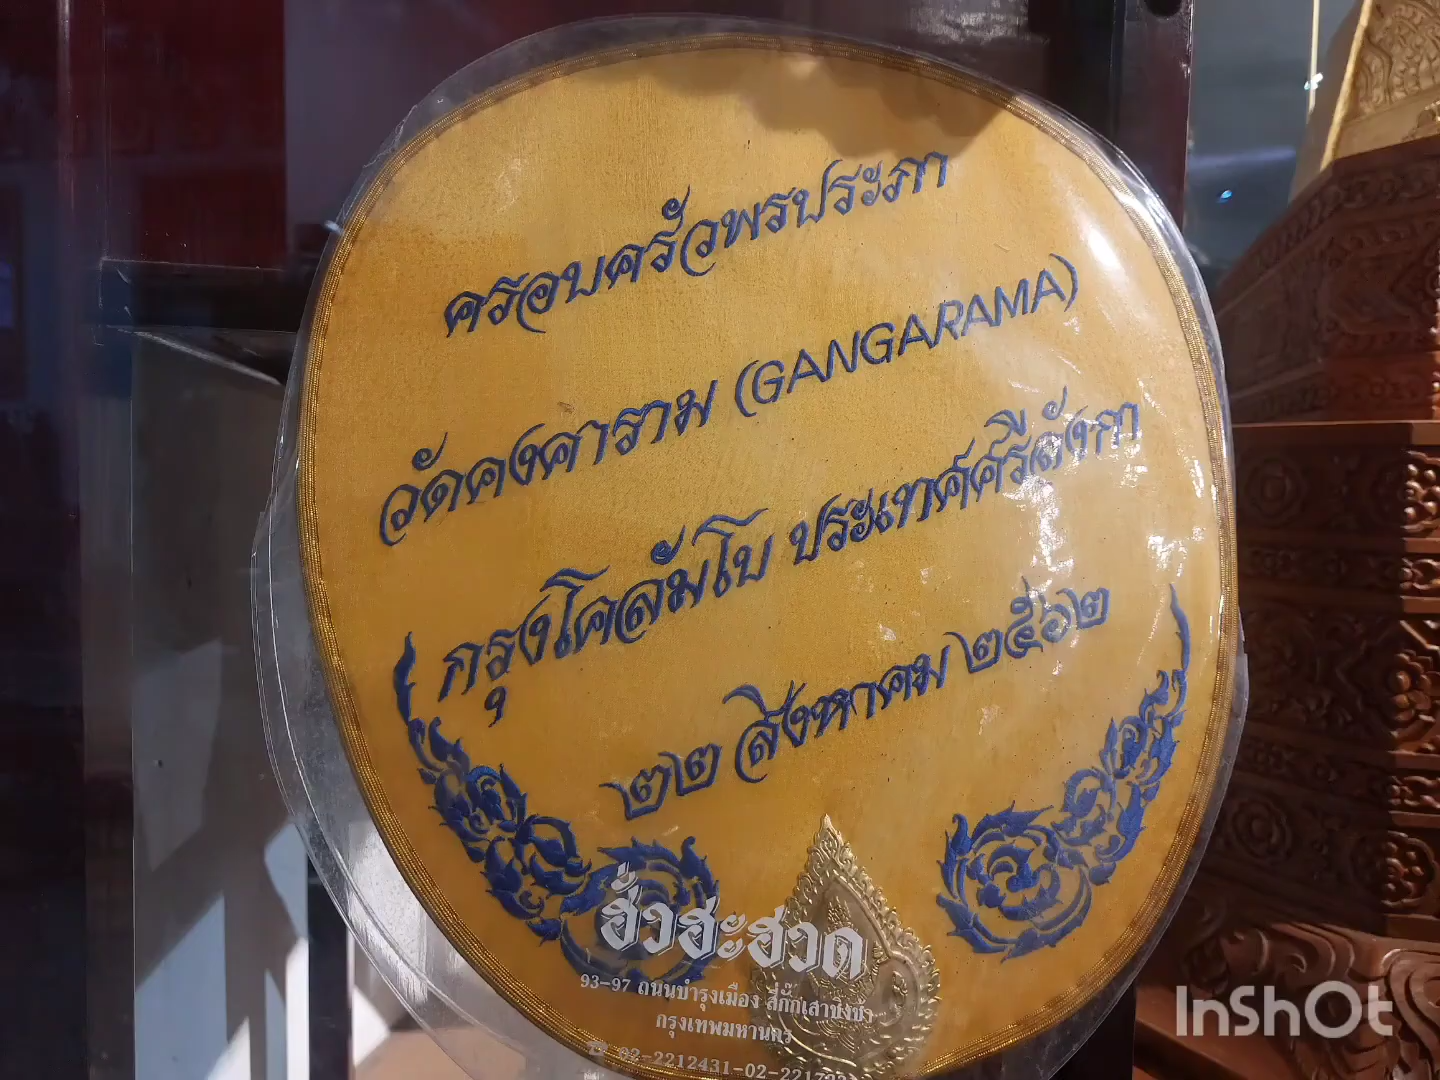 ครอบครัวพรประภา
วัดคงคาราม (GANGARAMA)
กรุงโคลัมโบ ประเทศศรีลังกา
๒๒ สิงหาคม ๒๕๖๒
ฮั่วฮะฮวด
93-97 ถนนบำรุงเมือง สี่กั๊กเสาชิงช้า
กรุงเทพมหานคร
☎ 02-2212431-02-
InShOt